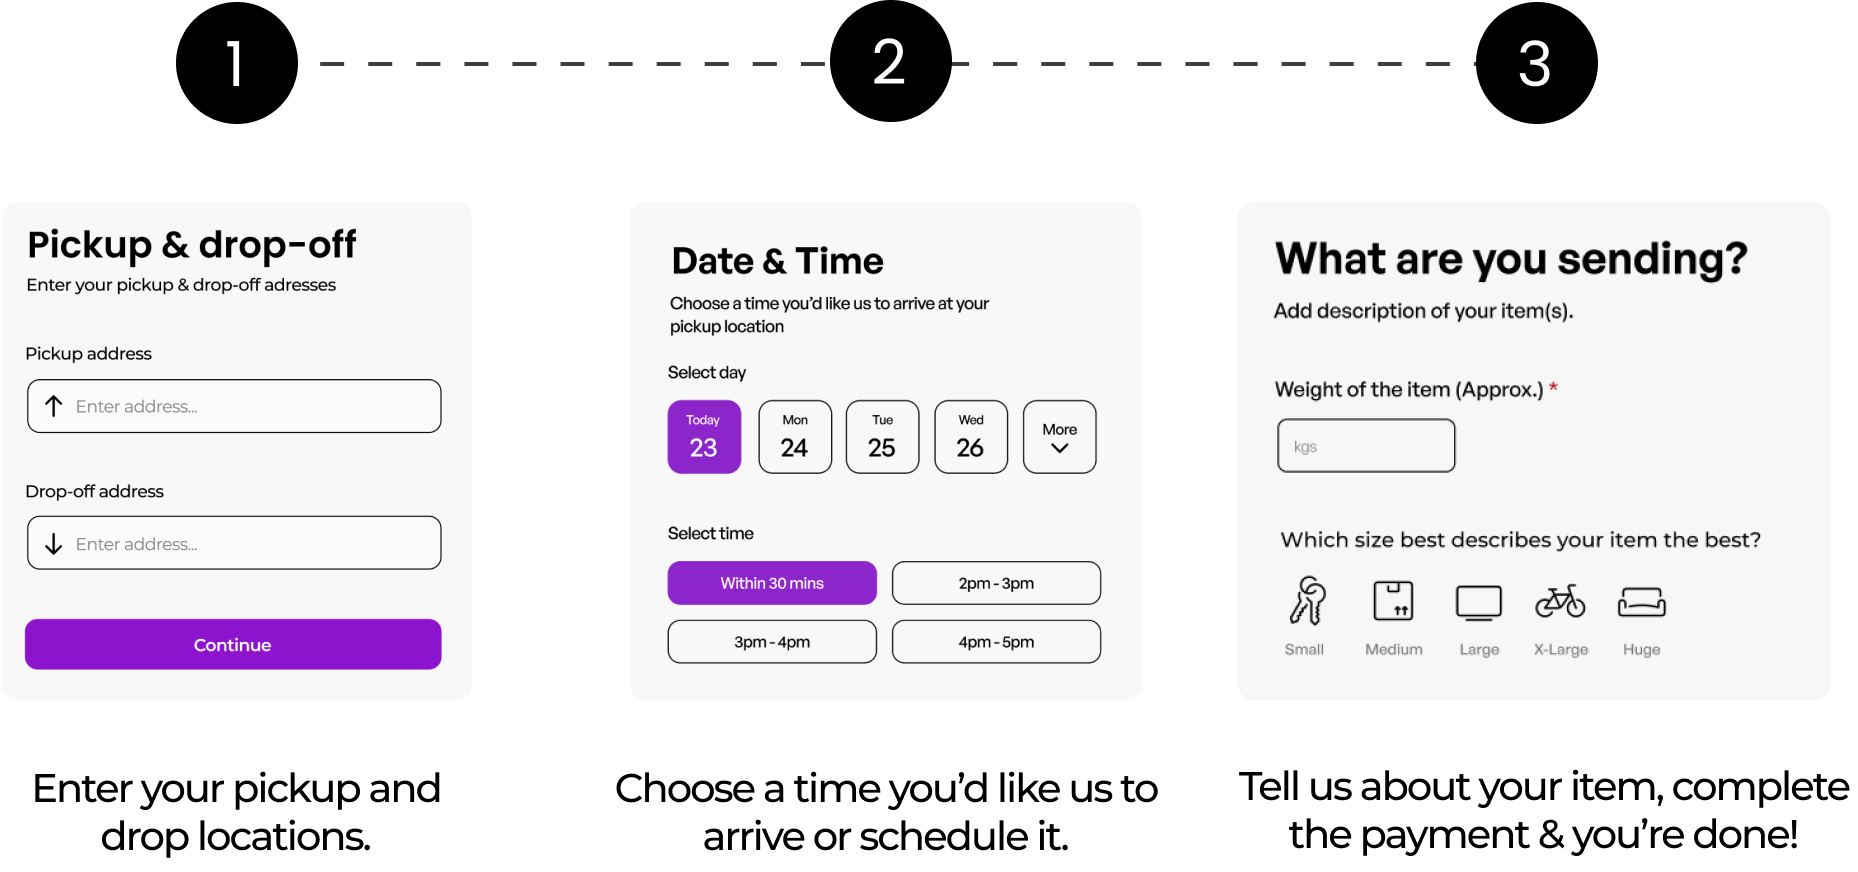 1
2
3
Pickup & drop-off
Enter your pickup & drop-off adresses
Pickup address
Enter address...
Drop-off address
Enter address...
Continue
Enter your pickup and
drop locations.
Date & Time
Choose a time you'd like us to arrive at your
pickup location
Select day
Today
23
Mon
24
Tue
25
Wed
26
More
Select time
Within 30 mins
2pm - 3pm
3pm - 4pm
4pm - 5pm
Choose a time you'd like us to
arrive or schedule it.
What are you sending?
Add description of your item(s).
Weight of the item (Approx.) *
kgs
Which size best describes your item the best?
Small
Medium
Large
X-Large
Huge
Tell us about your item, complete
the payment & you're done!